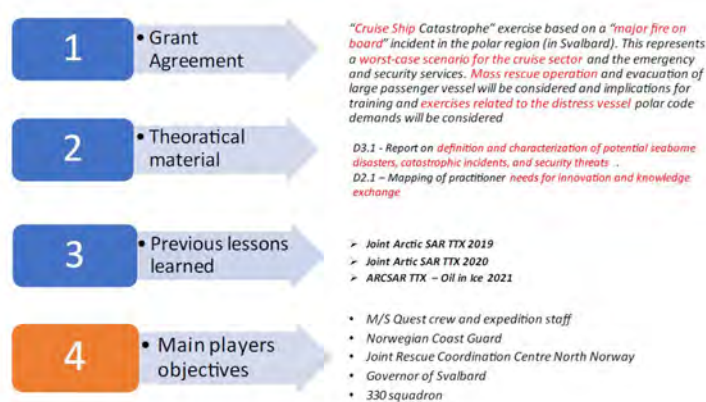 1
• Grant
Agreement
"Cruise Ship Catastrophe" exercise based on a "major fire on
board" incident in the polar region (in Svalbard). This represents
a worst-case scenario for the cruise sector and the emergency
and security services. Mass rescue operation and evacuation of
large passenger vessel will be considered and implications for
training and exercises related to the distress vessel polar code
demands will be considered
2
• Theoratical
material
D3.1 - Report on definition and characterization of potential seaborne
disasters, catastrophic incidents, and security threats .
D2.1 – Mapping of practitioner needs for innovation and knowledge
exchange
3
• Previous lessons
learned
➢ Joint Arctic SAR TTX 2019
➢ Joint Artic SAR TTX 2020
➢ ARCSAR TTX – Oil in Ice 2021
4
• Main players
objectives
• M/S Quest crew and expedition staff
• Norwegian Coast Guard
• Joint Rescue Coordination Centre North Norway
• Governor of Svalbard
• 330 squadron